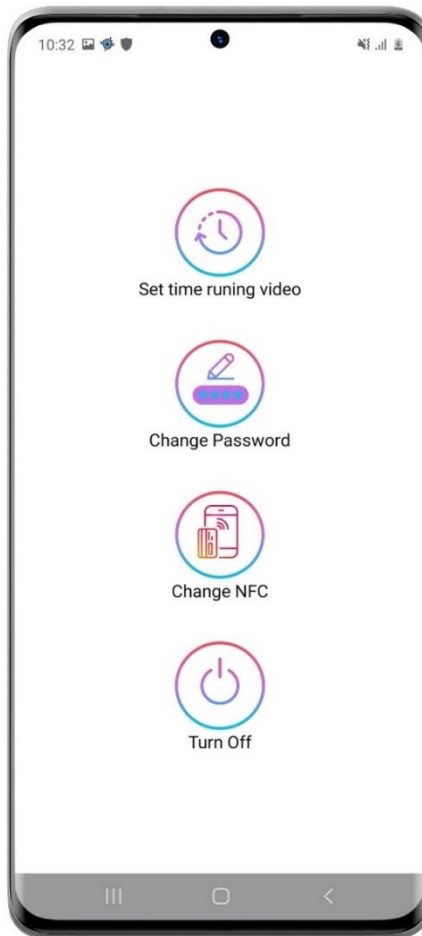 10:32
Set time runing video
Change Password
Change NFC
Turn Off